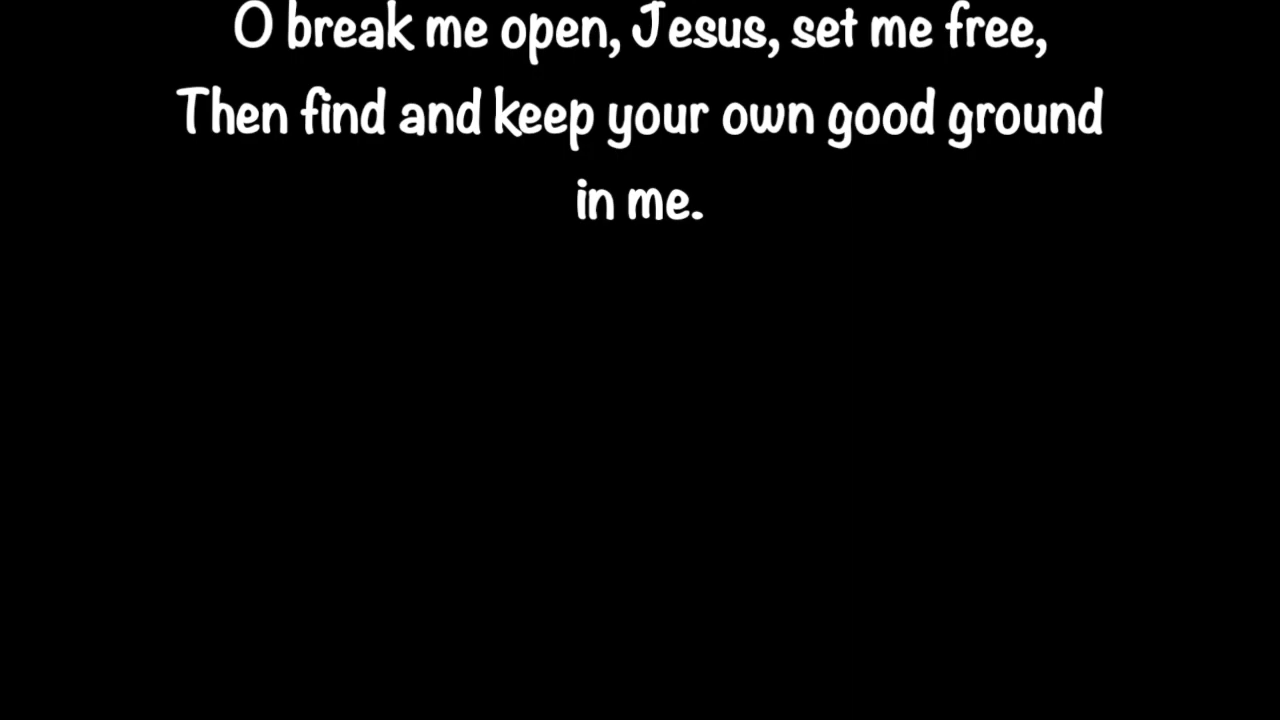 O break me open, Jesus, set me free,
Then find and keep your own good ground
in me.